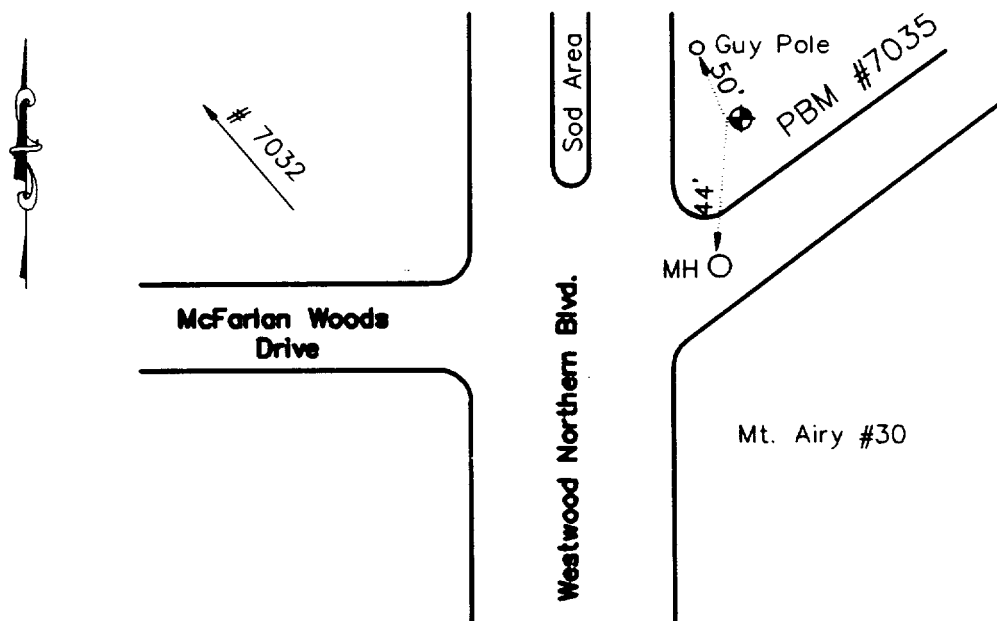 Guy Pole
50'
PBM #7035
Sod Area
# 7032
44'
MH
McFarlan Woods
Drive
Westwood Northern Blvd.
Mt. Airy #30